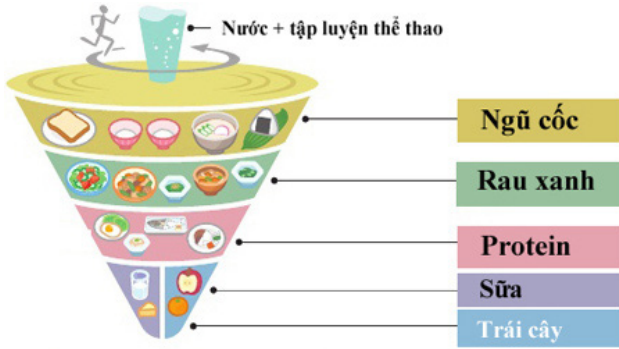 Nước + tập luyện thể thao
Ngũ cốc
Rau xanh
Protein
Sữa
Trái cây